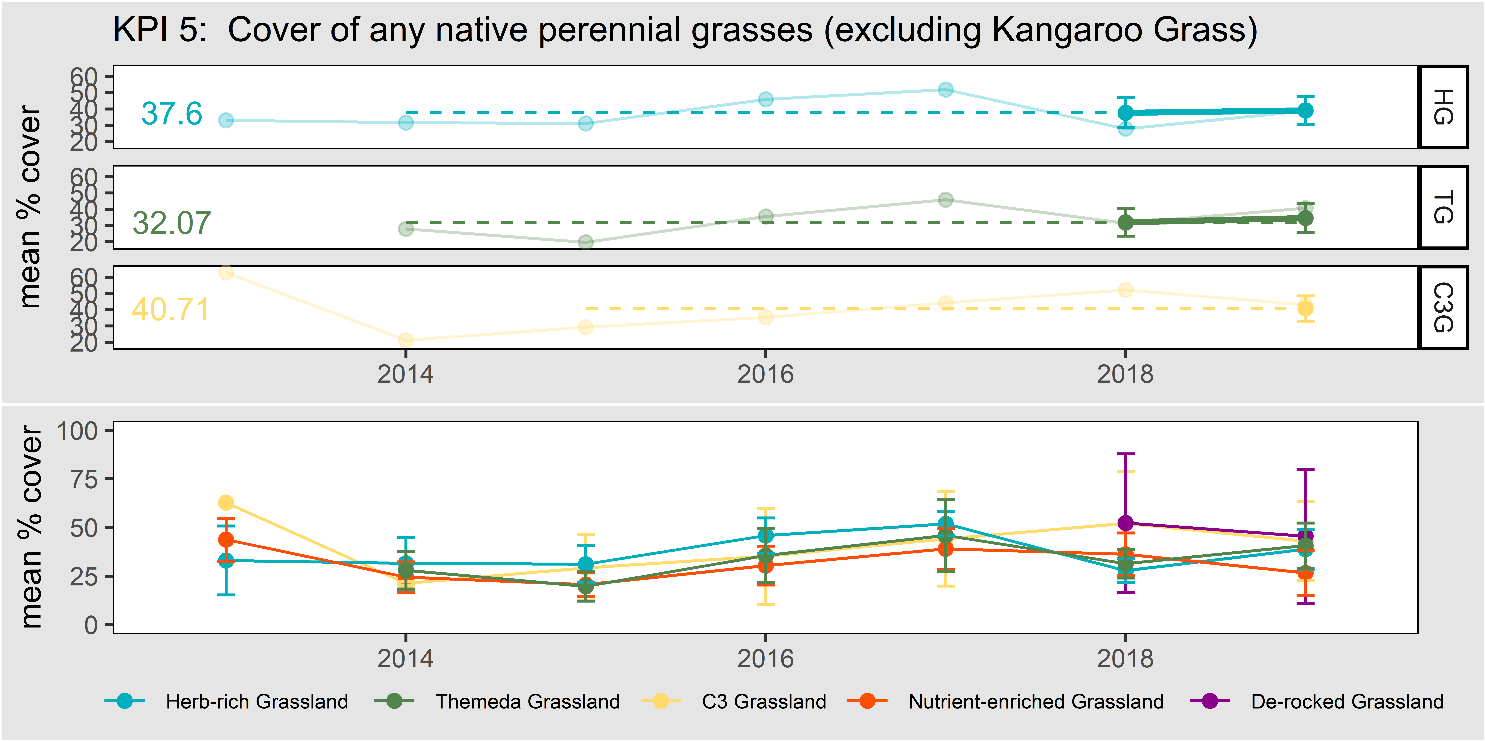 KPI 5:  Cover of any native perennial grasses (excluding Kangaroo Grass)
mean % cover
60
50
40
30
20
37.6
HG
60
50
40
30
20
32.07
TG
60
50
40
30
20
40.71
C3G
2014 2016 2018
mean % cover
100
75
50
25
0
2014 2016 2018
Herb-rich Grassland Themeda Grassland C3 Grassland Nutrient-enriched Grassland De-rocked Grassland